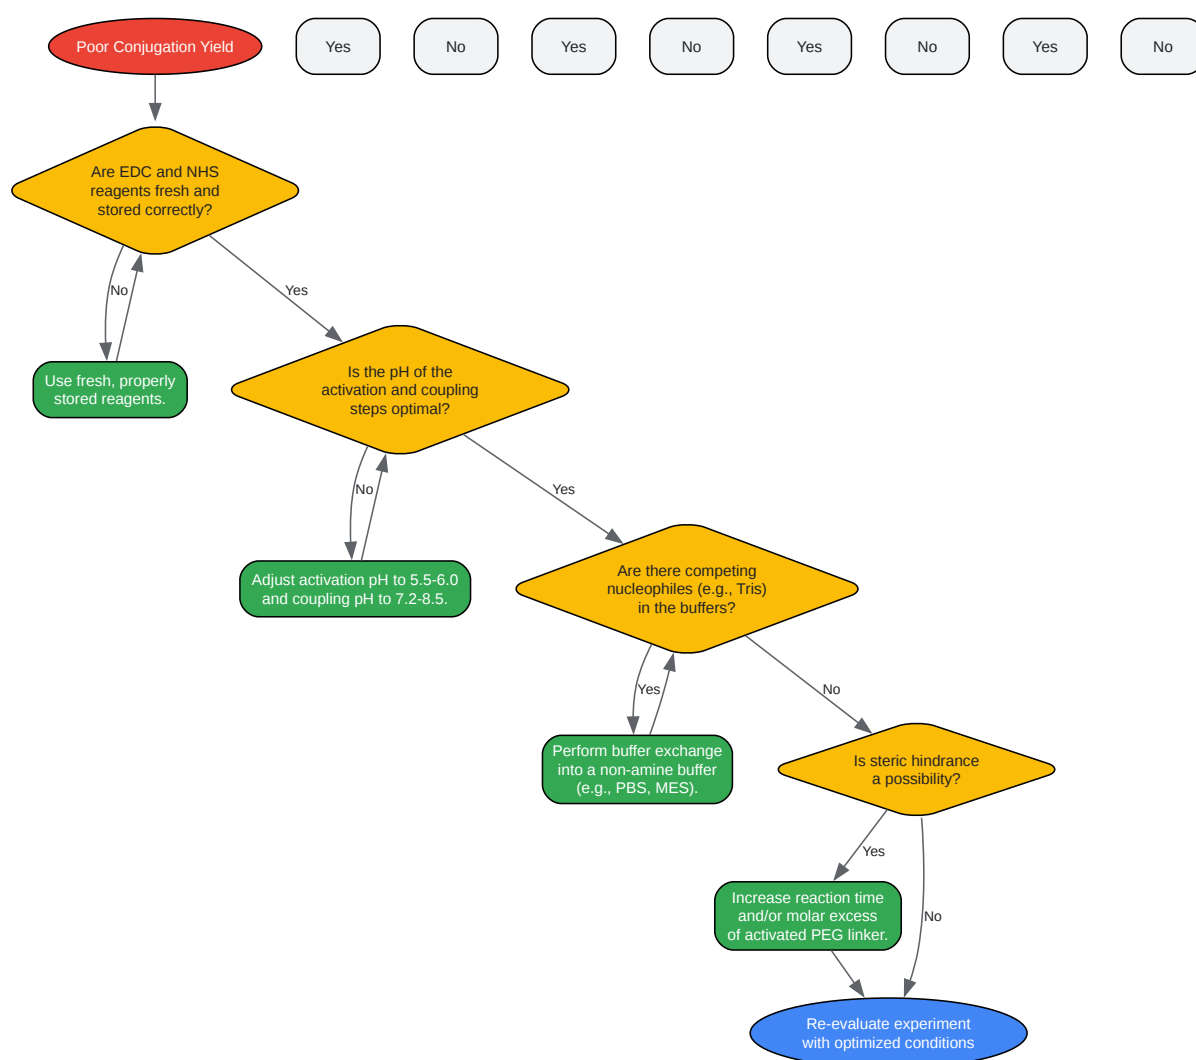 Poor Conjugation Yield
Yes
No
Yes
No
Yes
No
Yes
No
Are EDC and NHS
reagents fresh and
stored correctly?
No
Yes
Use fresh, properly
stored reagents.
Is the pH of the
activation and coupling
steps optimal?
No
Yes
Adjust activation pH to 5.5-6.0
and coupling pH to 7.2-8.5.
Are there competing
nucleophiles (e.g., Tris)
in the buffers?
Yes
No
Perform buffer exchange
into a non-amine buffer
(e.g., PBS, MES).
Is steric hindrance
a possibility?
Yes
No
Increase reaction time
and/or molar excess
of activated PEG linker.
Re-evaluate experiment
with optimized conditions